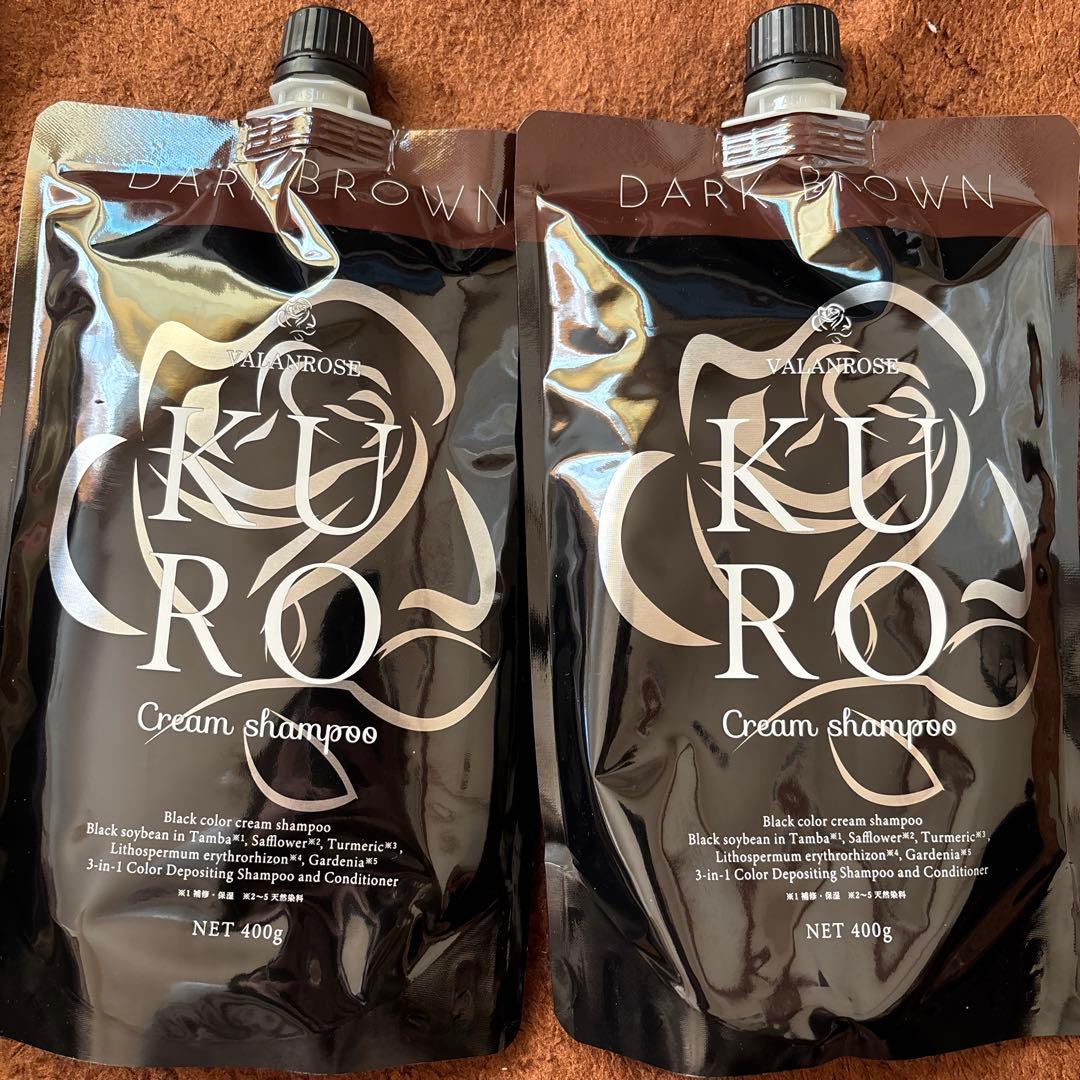 DARK BROWN
VALANROSE
KU
RO
Cream shampoo
Black color cream shampoo
Black soybean in Tamba※1, Safflower※2, Turmeric※3,
Lithospermum erythrorhizon※4, Gardenia※5
3-in-1 Color Depositing Shampoo and Conditioner
※1 補修・保湿 ※2～5 天然染料
NET 400g
DARK BROWN
VALANROSE
KU
RO
Cream shampoo
Black color cream shampoo
Black soybean in Tamba※1, Safflower※2, Turmeric※3,
Lithospermum erythrorhizon※4, Gardenia※5
3-in-1 Color Depositing Shampoo and Conditioner
※1 補修・保湿 ※2～5 天然染料
NET 400g